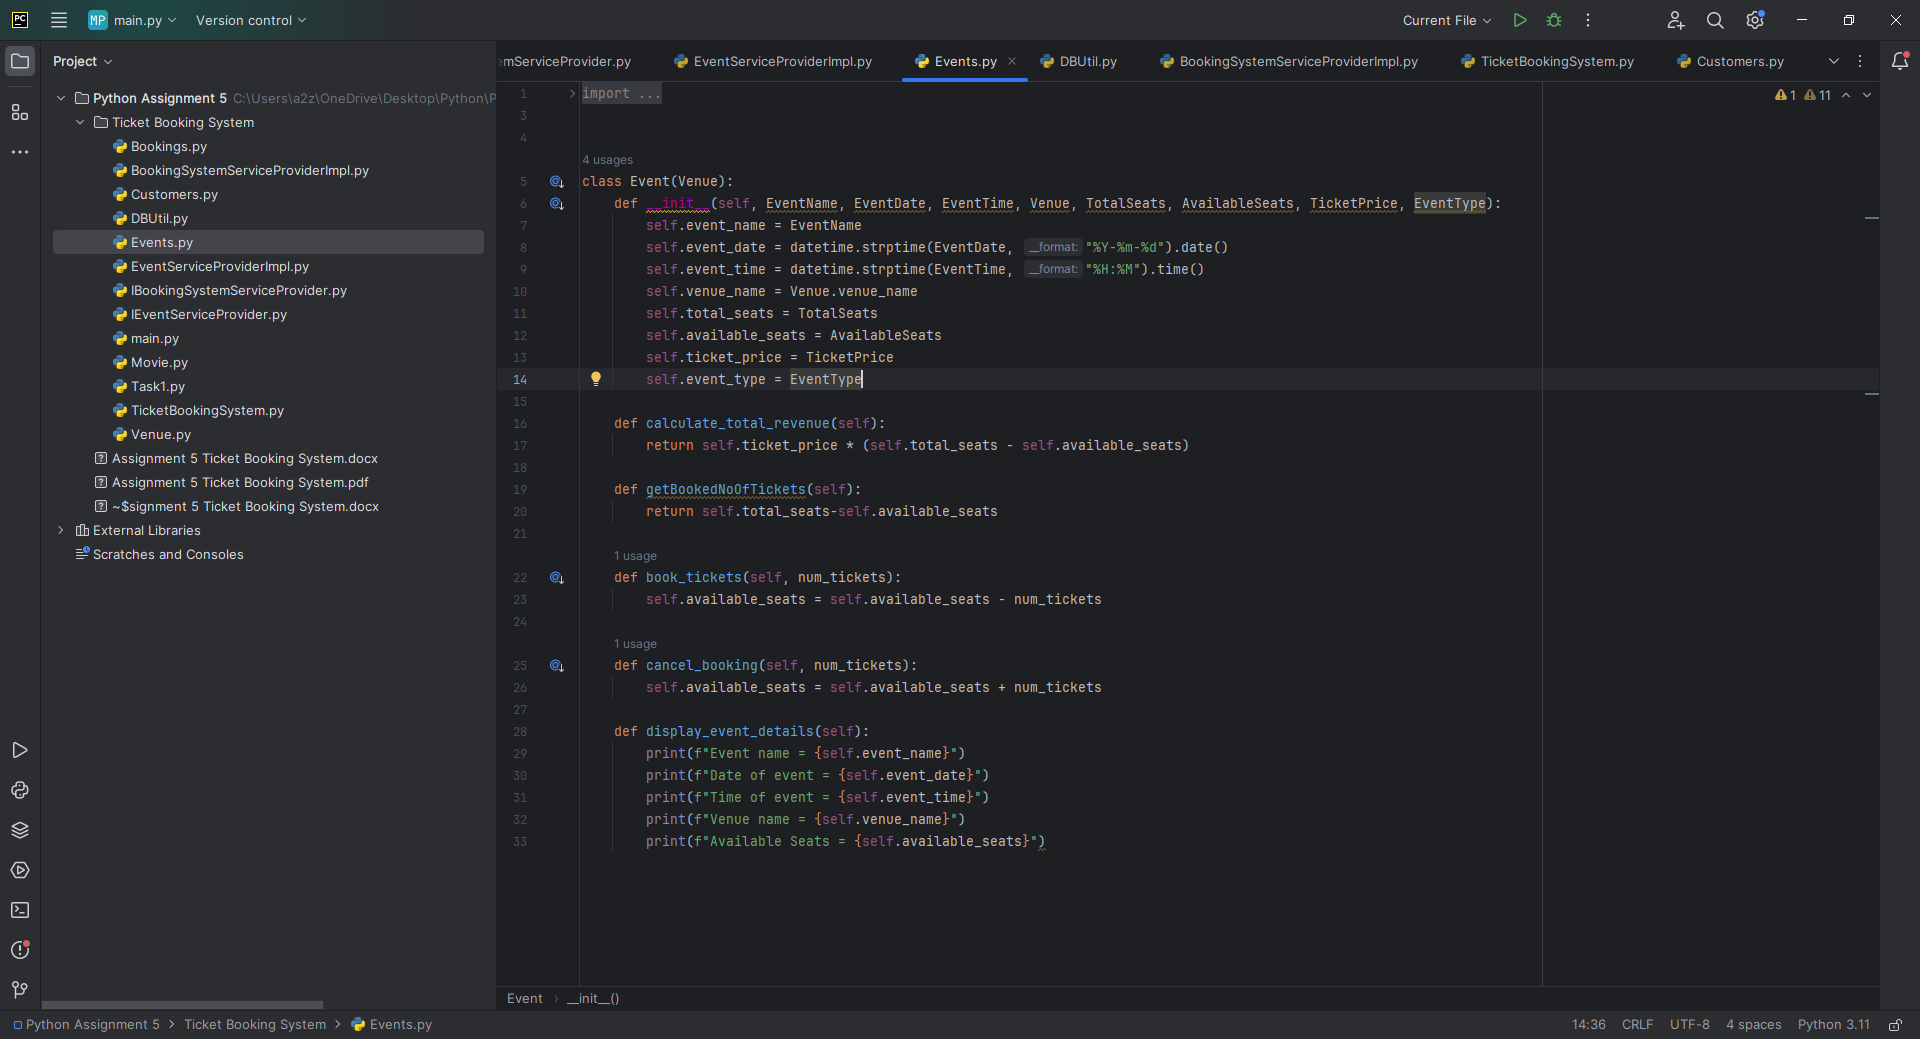 PC
MP main.py Version control Current File
Project
mServiceProvider.py EventServiceProviderImpl.py Events.py DBUtil.py BookingSystemServiceProviderImpl.py TicketBookingSystem.py Customers.py
Python Assignment 5 C:\Users\a2z\OneDrive\Desktop\Python\P
Ticket Booking System
Bookings.py
BookingSystemServiceProviderImpl.py
Customers.py
DBUtil.py
Events.py
EventServiceProviderImpl.py
IBookingSystemServiceProvider.py
IEventServiceProvider.py
main.py
Movie.py
Task1.py
TicketBookingSystem.py
Venue.py
Assignment 5 Ticket Booking System.docx
Assignment 5 Ticket Booking System.pdf
~$signment 5 Ticket Booking System.docx
External Libraries
Scratches and Consoles
1 import ...
1 11
3
4
4 usages
5 class Event(Venue):
6 def __init__(self, EventName, EventDate, EventTime, Venue, TotalSeats, AvailableSeats, TicketPrice, EventType):
7 self.event_name = EventName
8 self.event_date = datetime.strptime(EventDate, __format: "%Y-%m-%d").date()
9 self.event_time = datetime.strptime(EventTime, __format: "%H:%M").time()
10 self.venue_name = Venue.venue_name
11 self.total_seats = TotalSeats
12 self.available_seats = AvailableSeats
13 self.ticket_price = TicketPrice
14 self.event_type = EventType
15
16 def calculate_total_revenue(self):
17 return self.ticket_price * (self.total_seats - self.available_seats)
18
19 def getBookedNoOfTickets(self):
20 return self.total_seats-self.available_seats
21
1 usage
22 def book_tickets(self, num_tickets):
23 self.available_seats = self.available_seats - num_tickets
24
1 usage
25 def cancel_booking(self, num_tickets):
26 self.available_seats = self.available_seats + num_tickets
27
28 def display_event_details(self):
29 print(f"Event name = {self.event_name}")
30 print(f"Date of event = {self.event_date}")
31 print(f"Time of event = {self.event_time}")
32 print(f"Venue name = {self.venue_name}")
33 print(f"Available Seats = {self.available_seats}")
Event › __init__()
Python Assignment 5 › Ticket Booking System › Events.py 14:36 CRLF UTF-8 4 spaces Python 3.11